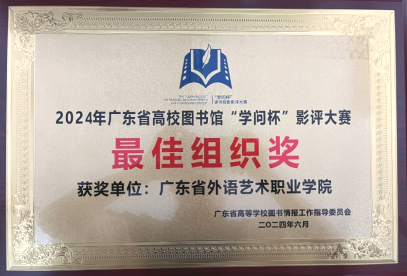 “学问杯”
2024年广东省高校图书馆“学问杯”影评大赛
最佳组织奖
获奖单位：广东省外语艺术职业学院
广东省高等学校图书情报工作指导委员会
二〇二四年六月